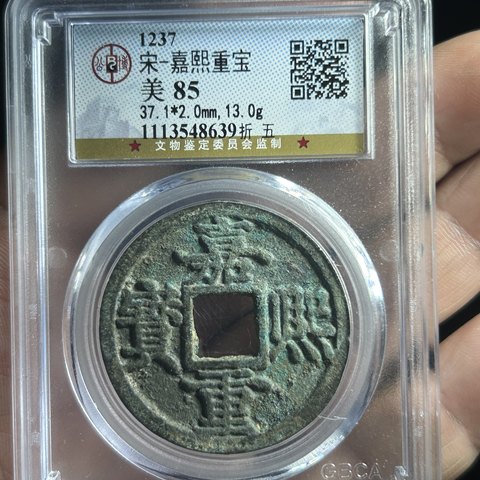 1237
宋-嘉熙重宝
美 85
37.1*2.0mm,13.0g
1113548639折 五
★ 文物鉴定委员会监制 ★
嘉熙重寶
GBCA